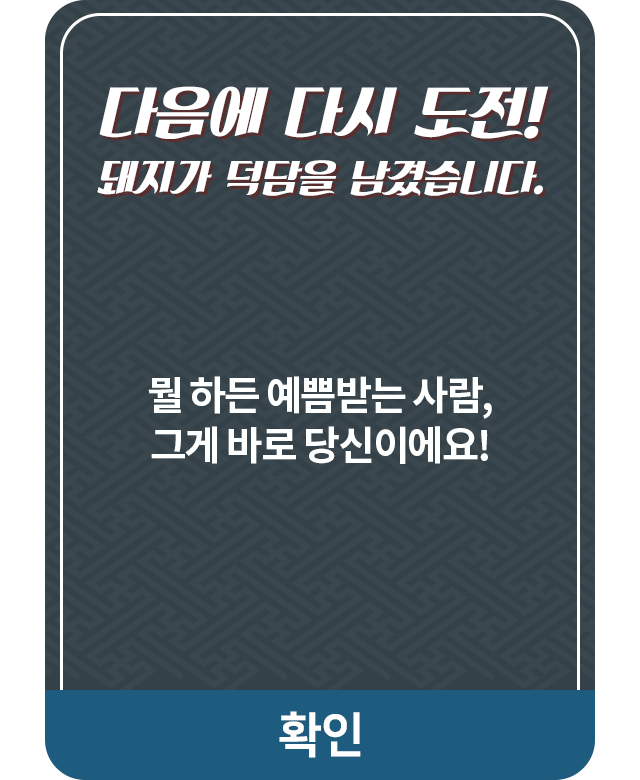 다음에 다시 도전!
돼지가 덕담을 남겼습니다.
뭘 하든 예쁨받는 사람,
그게 바로 당신이에요!
확인